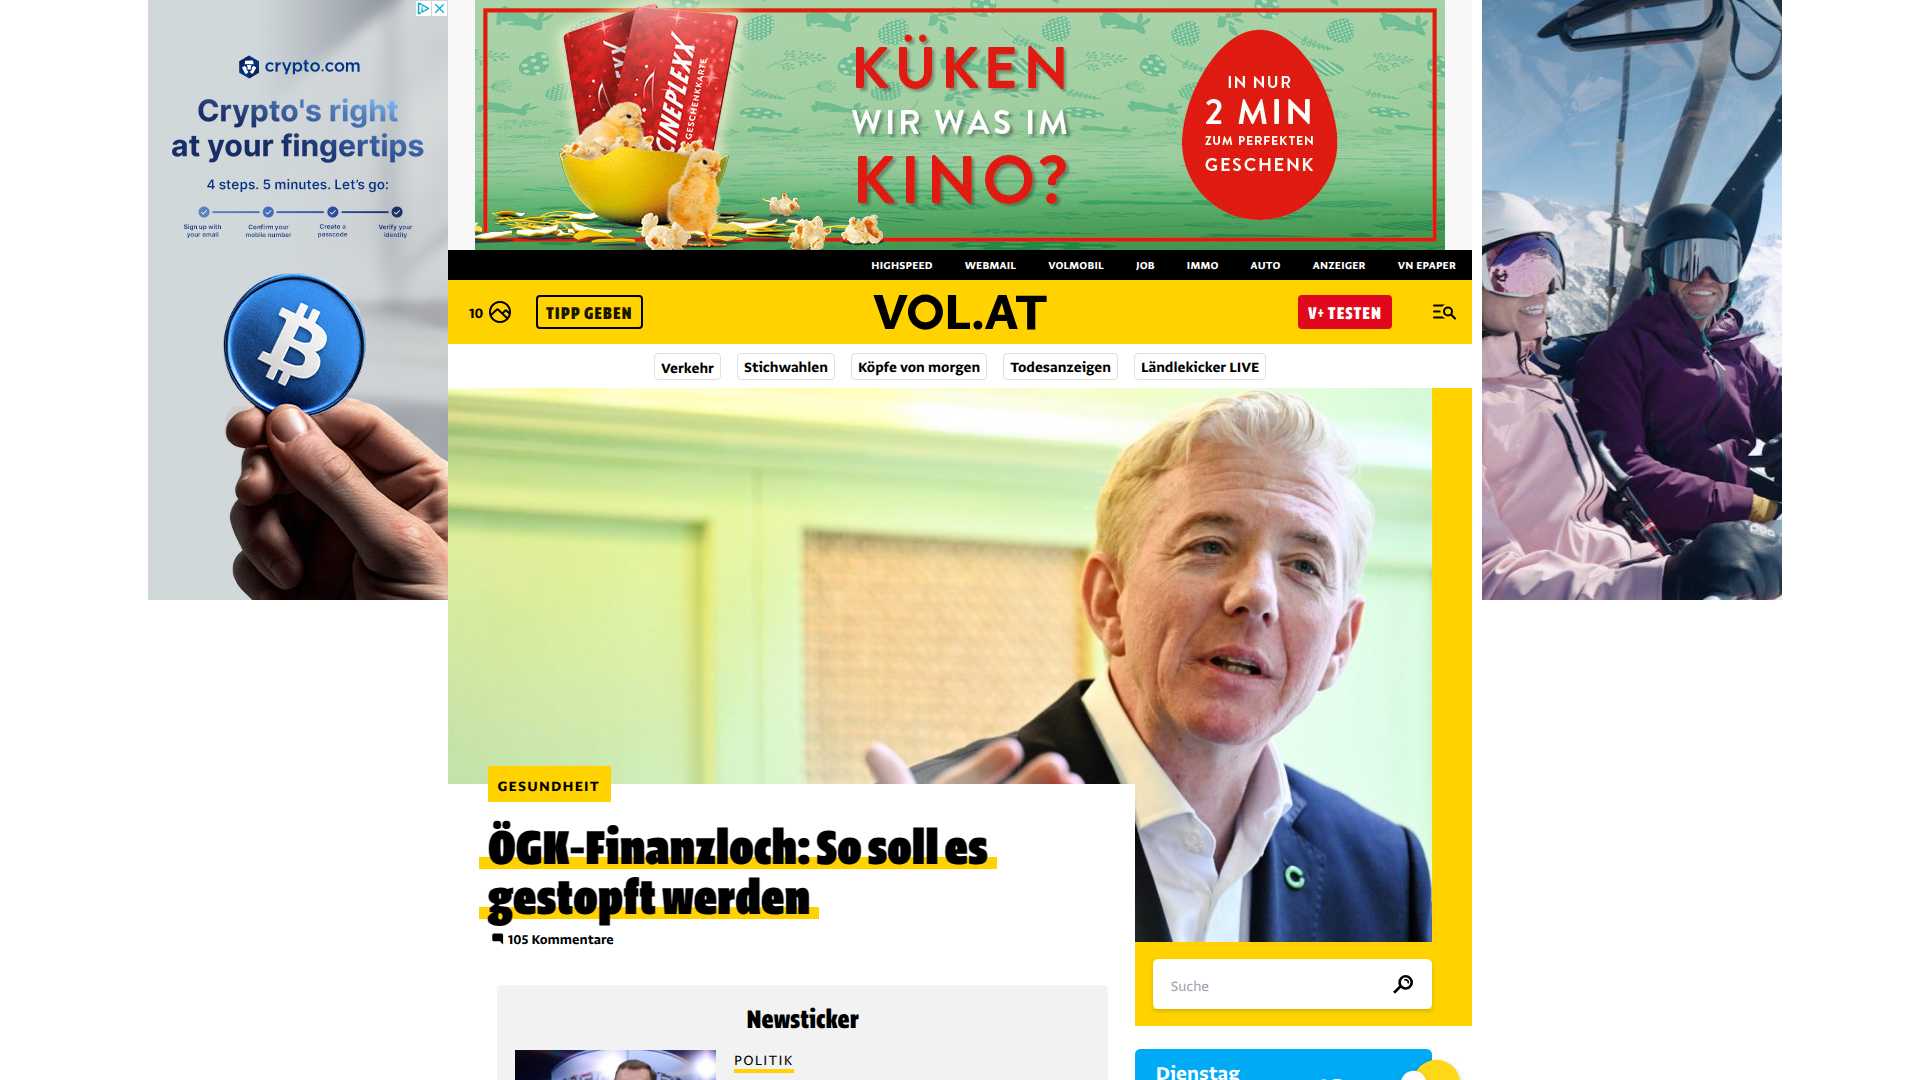 crypto.com
Crypto's right
at your fingertips
4 steps. 5 minutes. Let's go:
Sign up with
your email
Confirm your
mobile number
Create a
passcode
Verify your
identity
CINEPLEXX
GESCHENKKARTE
KÜKEN
WIR WAS IM
KINO?
IN NUR
2 MIN
ZUM PERFEKTEN
GESCHENK
HIGHSPEED WEBMAIL VOLMOBIL JOB IMMO AUTO ANZEIGER VN EPAPER
10 TIPP GEBEN VOL.AT V+ TESTEN
Verkehr Stichwahlen Köpfe von morgen Todesanzeigen Ländlekicker LIVE
GESUNDHEIT
ÖGK-Finanzloch: So soll es
gestopft werden
105 Kommentare
Suche
Newsticker
POLITIK
Dienstag